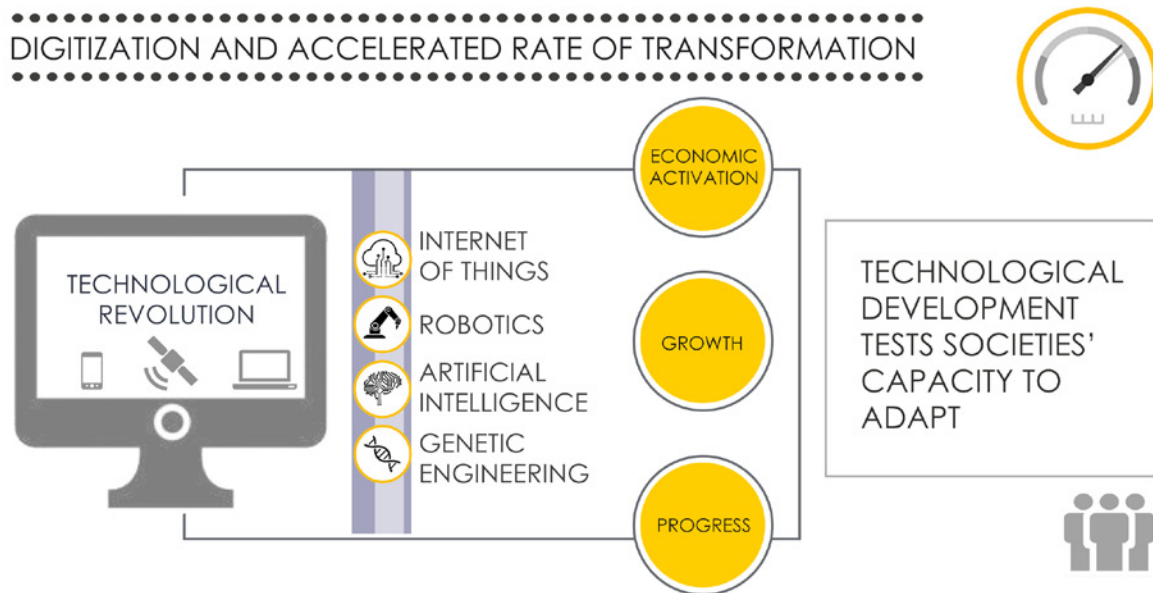 DIGITIZATION AND ACCELERATED RATE OF TRANSFORMATION
TECHNOLOGICAL
REVOLUTION
INTERNET
OF THINGS
ROBOTICS
ARTIFICIAL
INTELLIGENCE
GENETIC
ENGINEERING
ECONOMIC
ACTIVATION
GROWTH
PROGRESS
TECHNOLOGICAL
DEVELOPMENT
TESTS SOCIETIES’
CAPACITY TO
ADAPT